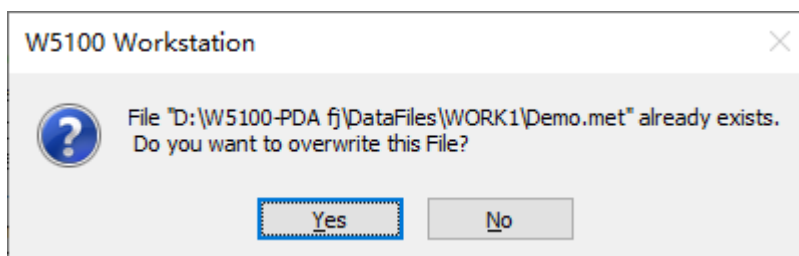 W5100 Workstation
File "D:\W5100-PDA fj\DataFiles\WORK1\Demo.met" already exists.
Do you want to overwrite this File?
Yes
No